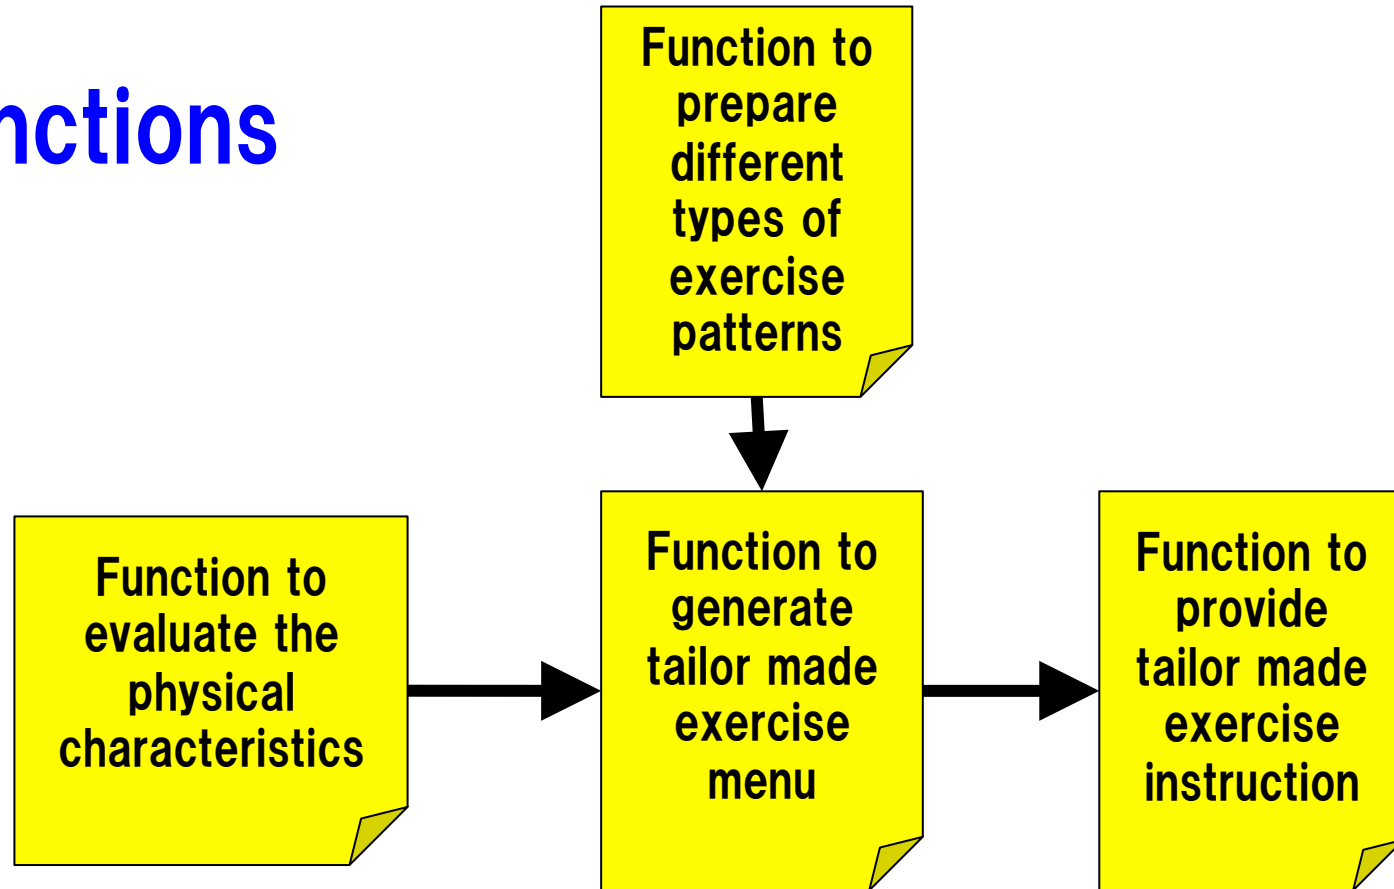 nctions
Function to
prepare
different
types of
exercise
patterns
Function to
evaluate the
physical
characteristics
Function to
generate
tailor made
exercise
menu
Function to
provide
tailor made
exercise
instruction